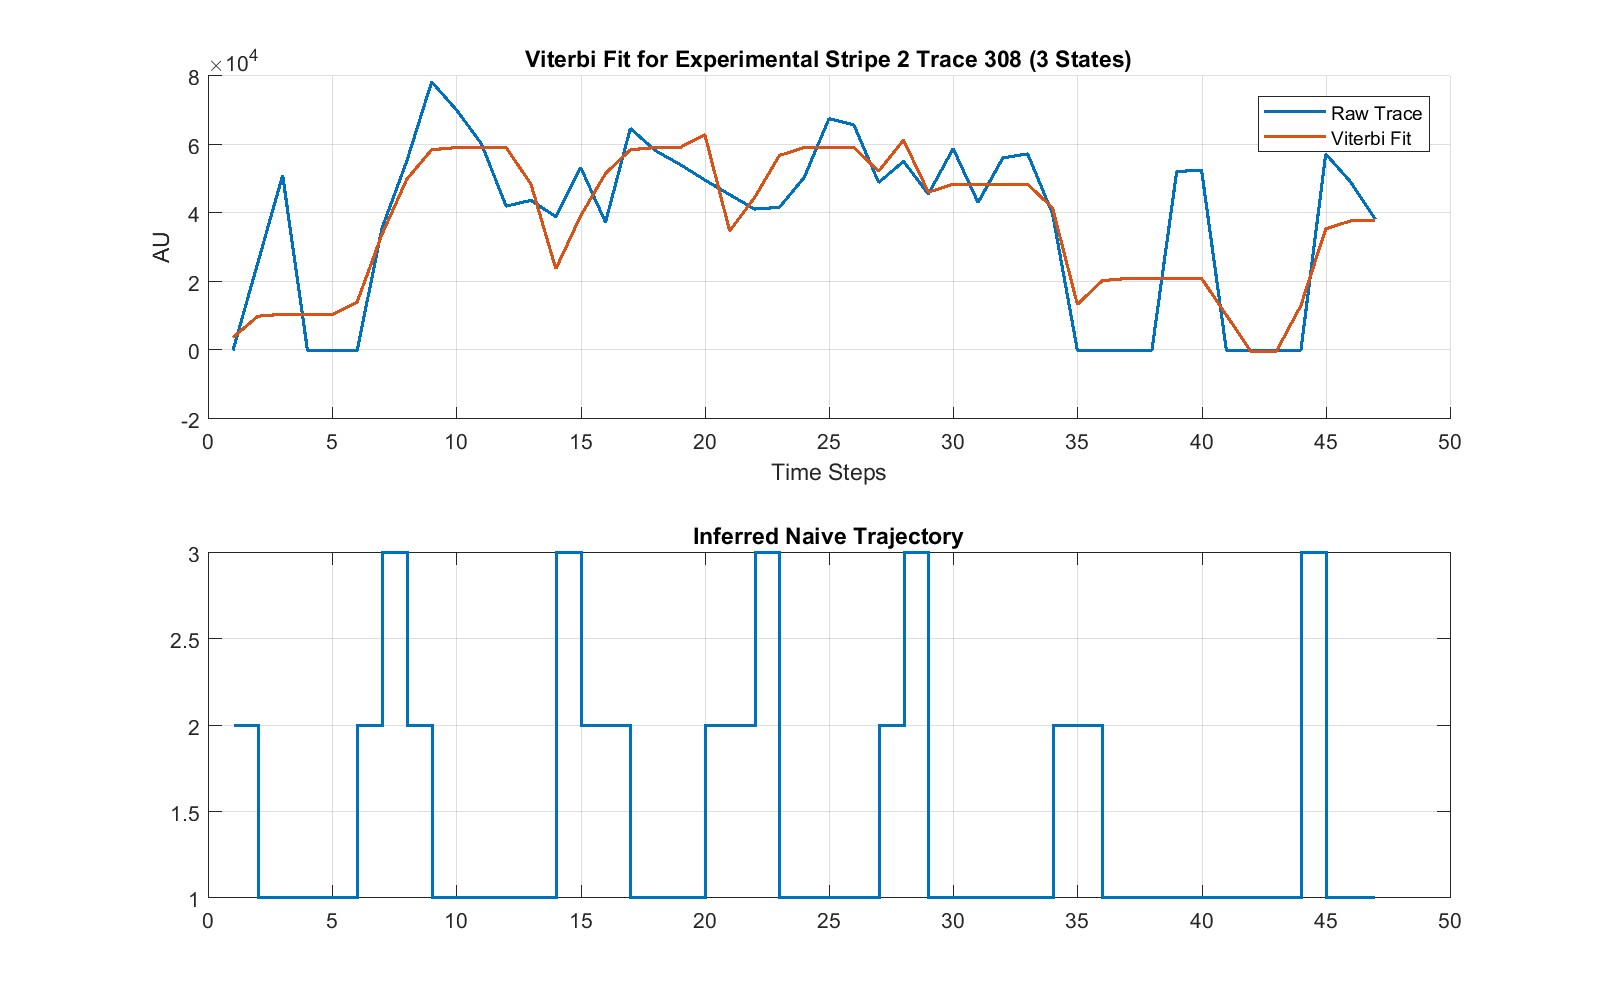 Viterbi Fit for Experimental Stripe 2 Trace 308 (3 States)
×10^4
8
6
4
2
0
-2
AU
Raw Trace
Viterbi Fit
0 5 10 15 20 25 30 35 40 45 50
Time Steps
Inferred Naive Trajectory
3
2.5
2
1.5
1
0 5 10 15 20 25 30 35 40 45 50